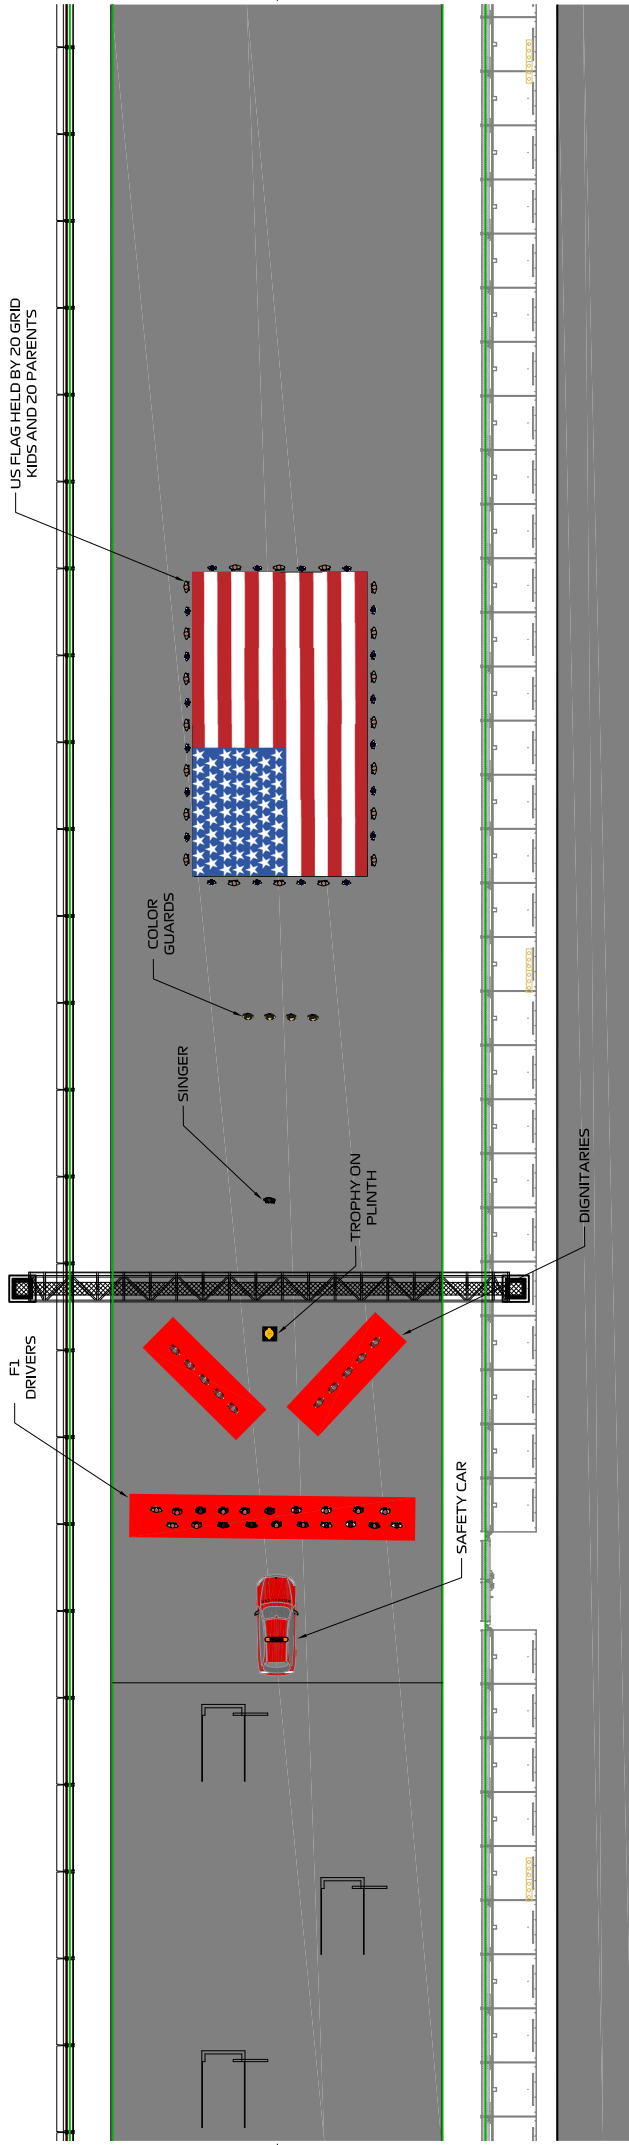 US FLAG HELD BY 20 GRID
KIDS AND 20 PARENTS
COLOR
GUARDS
SINGER
TROPHY ON
PLINTH
DIGNITARIES
F1
DRIVERS
SAFETY CAR